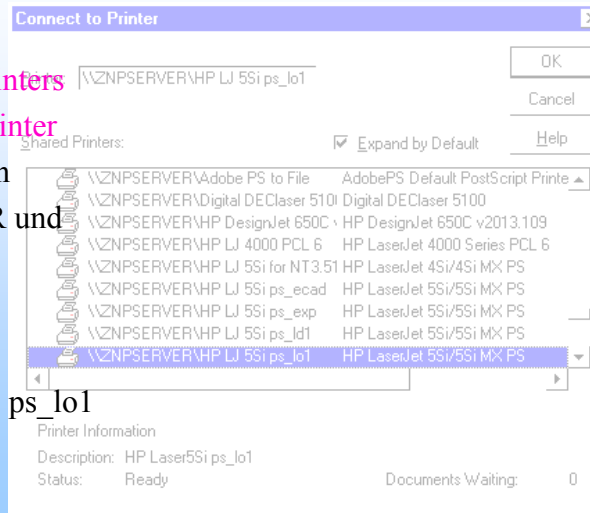 Connect to Printer
Printer: \\ZNPSERVER\HP LJ 5Si ps_lo1
OK
inters
Cancel
inter
Shared Printers:
Expand by Default
Help
n
\\ZNPSERVER\Adobe PS to File AdobePS Default PostScript Printe
\\ZNPSERVER\Digital DEClaser 510 Digital DEClaser 5100
R und
\\ZNPSERVER\HP DesignJet 650C v HP DesignJet 650C v2013.109
\\ZNPSERVER\HP LJ 4000 PCL 6 HP LaserJet 4000 Series PCL 6
\\ZNPSERVER\HP LJ 5Si for NT3.51 HP LaserJet 4Si/4Si MX PS
\\ZNPSERVER\HP LJ 5Si ps_ecad HP LaserJet 5Si/5Si MX PS
\\ZNPSERVER\HP LJ 5Si ps_exp HP LaserJet 5Si/5Si MX PS
\\ZNPSERVER\HP LJ 5Si ps_ld1 HP LaserJet 5Si/5Si MX PS
\\ZNPSERVER\HP LJ 5Si ps_lo1 HP LaserJet 5Si/5Si MX PS
ps_lo1
Printer Information
Description: HP Laser5Si ps_lo1
Status: Ready Documents Waiting: 0